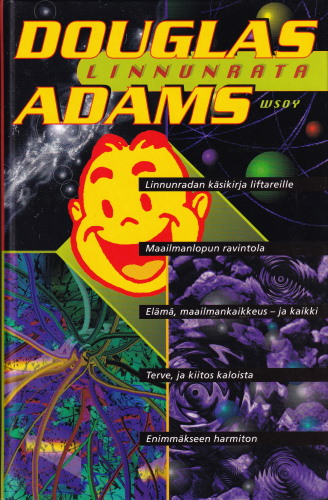 DOUGLAS
LINNUNRATA
ADAMS
WSOY
Linnunradan käsikirja liftareille
Maailmanlopun ravintola
Elämä, maailmankaikkeus – ja kaikki
Terve, ja kiitos kaloista
Enimmäkseen harmiton